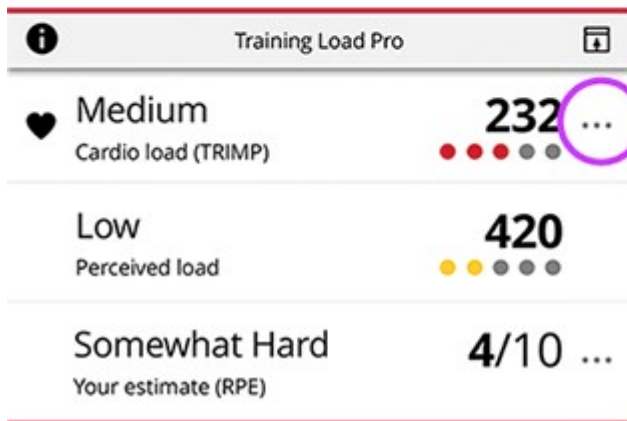 Training Load Pro
Medium 232 ...
Cardio load (TRIMP)
Low 420
Perceived load
Somewhat Hard 4/10 ...
Your estimate (RPE)